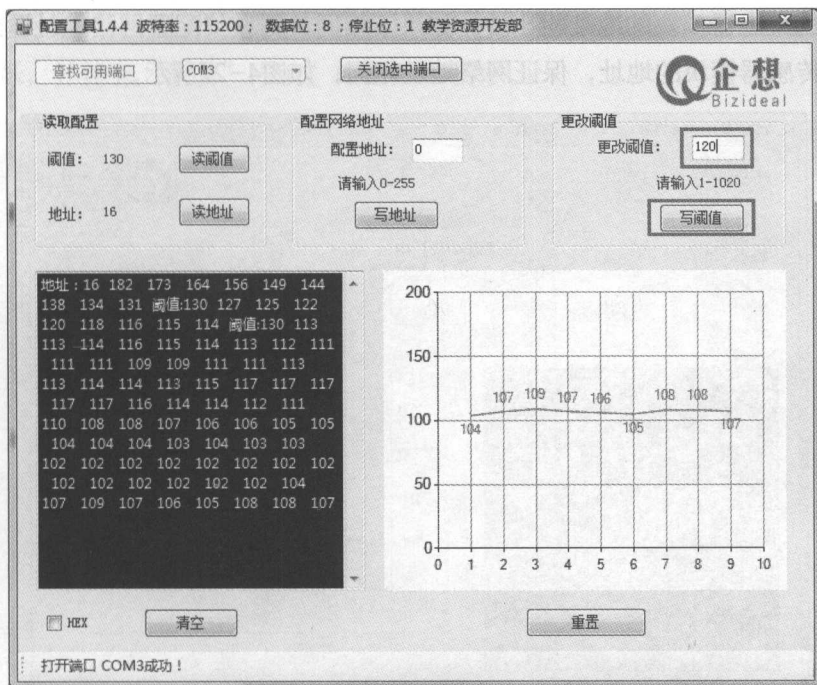 配置工具1.4.4 波特率：115200； 数据位：8 ；停止位：1 教学资源开发部
查找可用端口 COM3 关闭选中端口
企想
Bizideal
读取配置 配置网络地址 更改阈值
阈值： 130 读阈值 配置地址： 0 更改阈值： 120
请输入0-255 请输入1-1020
地址： 16 读地址 写地址 写阈值
地址：16 182 173 164 156 149 144
138 134 131 阈值:130 127 125 122
120 118 116 115 114 阈值:130 113
113 114 116 115 114 113 112 111
111 111 109 109 111 111 113
113 114 114 113 115 117 117 117
117 117 116 114 114 112 111
110 108 108 107 106 106 105 105
104 104 104 103 104 103 103
102 102 102 102 102 102 102 102
102 102 102 102 102 102 104
107 109 107 106 105 108 108 107
200
150
100
50
0
104 107 109 107 106 105 108 108 107
0 1 2 3 4 5 6 7 8 9 10
HEX 清空 重置
打开端口 COM3成功！